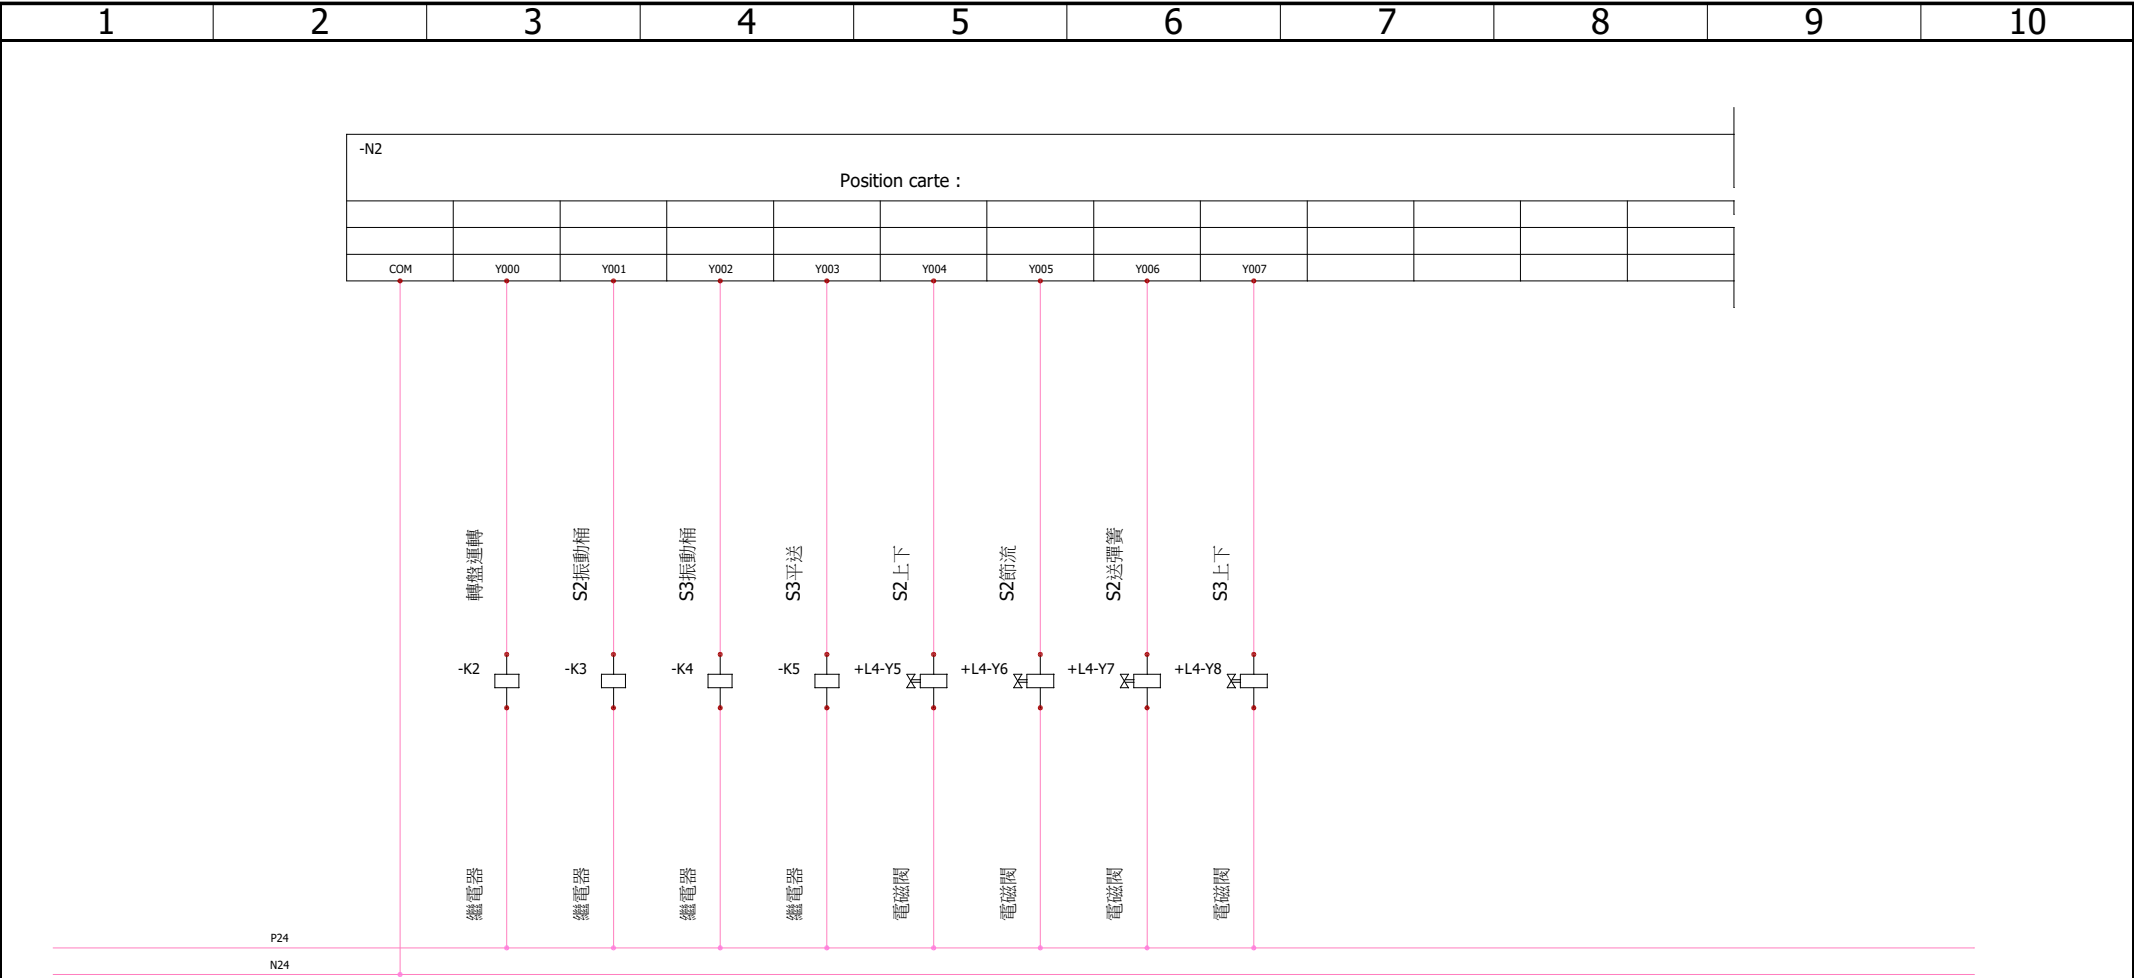 1 2 3 4 5 6 7 8 9 10
-N2
Position carte :
COM Y000 Y001 Y002 Y003 Y004 Y005 Y006 Y007
轉盤運轉
S2振動桶
S3振動桶
S3平送
S2上下
S2節流
S2送彈簧
S3上下
-K2 -K3 -K4 -K5 +L4-Y5 +L4-Y6 +L4-Y7 +L4-Y8
繼電器
繼電器
繼電器
繼電器
電磁閥
電磁閥
電磁閥
電磁閥
P24
N24